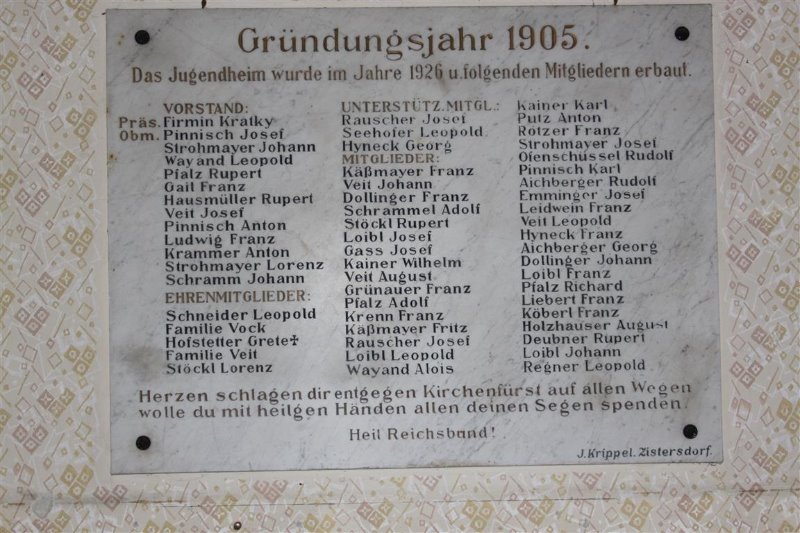 Gründungsjahr 1905.
Das Jugendheim wurde im Jahre 1926 u. folgenden Mitgliedern erbaut.
VORSTAND:
Präs. Firmin Kratky
Obm. Pinnisch Josef
Strohmayer Johann
Wayand Leopold
Pfalz Rupert
Gail Franz
Hausmüller Rupert
Veit Josef
Pinnisch Anton
Ludwig Franz
Krammer Anton
Strohmayer Lorenz
Schramm Johann
EHRENMITGLIEDER:
Schneider Leopold
Familie Vock
Hofstetter Grete✝
Familie Veit
Stöckl Lorenz
UNTERSTÜTZ. MITGL.:
Rauscher Josef
Seehofer Leopold
Hyneck Georg
MITGLIEDER:
Käßmayer Franz
Veit Johann
Dollinger Franz
Schrammel Adolf
Stöckl Rupert
Loibl Josef
Gass Josef
Kainer Wilhelm
Veit August
Grünauer Franz
Pfalz Adolf
Krenn Franz
Käßmayer Fritz
Rauscher Josef
Loibl Leopold
Wayand Alois
Kainer Karl
Putz Anton
Rötzer Franz
Strohmayer Josef
Ofenschüssel Rudolf
Pinnisch Karl
Aichberger Rudolf
Emminger Josef
Leidwein Franz
Veit Leopold
Hyneck Franz
Aichberger Georg
Dollinger Johann
Loibl Franz
Pfalz Richard
Liebert Franz
Köberl Franz
Holzhauser August
Deubner Rupert
Loibl Johann
Regner Leopold
Herzen schlagen dir entgegen Kirchenfürst auf allen Wegen
wolle du mit heilgen Händen allen deinen Segen spenden.
Heil Reichsbund!
J. Krippel. Zistersdorf.